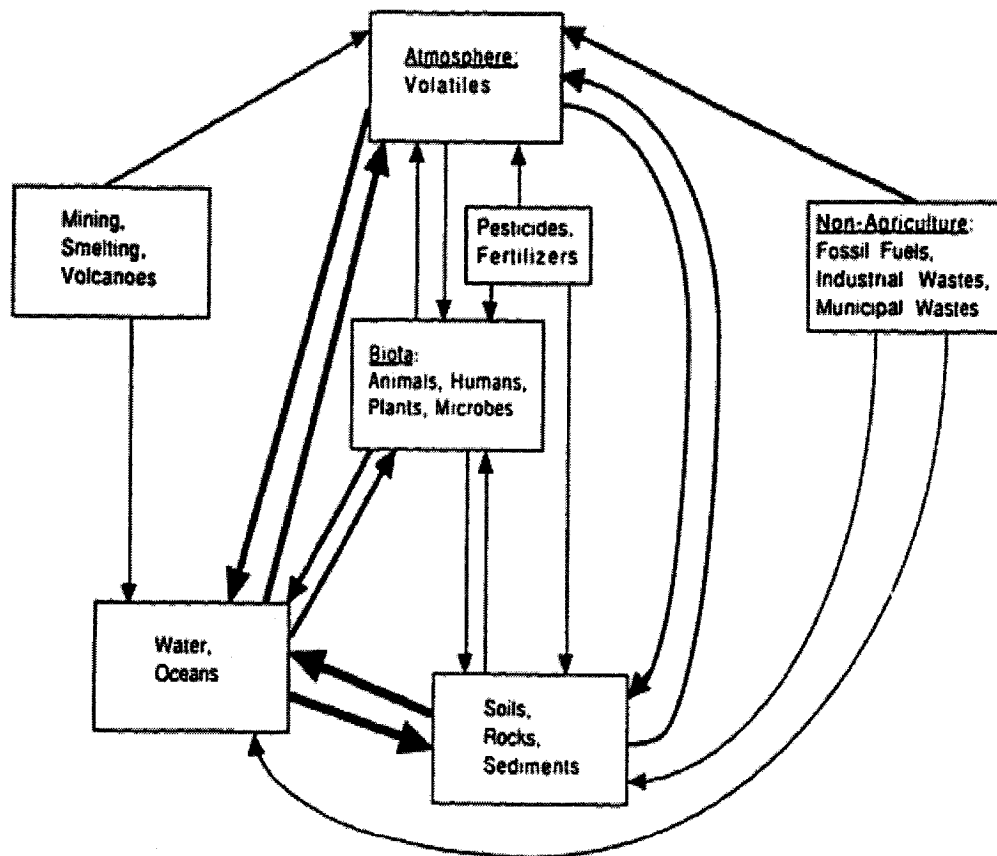 Atmosphere:
Volatiles
Mining,
Smelting,
Volcanoes
Pesticides,
Fertilizers
Non-Agriculture:
Fossil Fuels,
Industrial Wastes,
Municipal Wastes
Biota:
Animals, Humans,
Plants, Microbes
Water,
Oceans
Soils,
Rocks,
Sediments